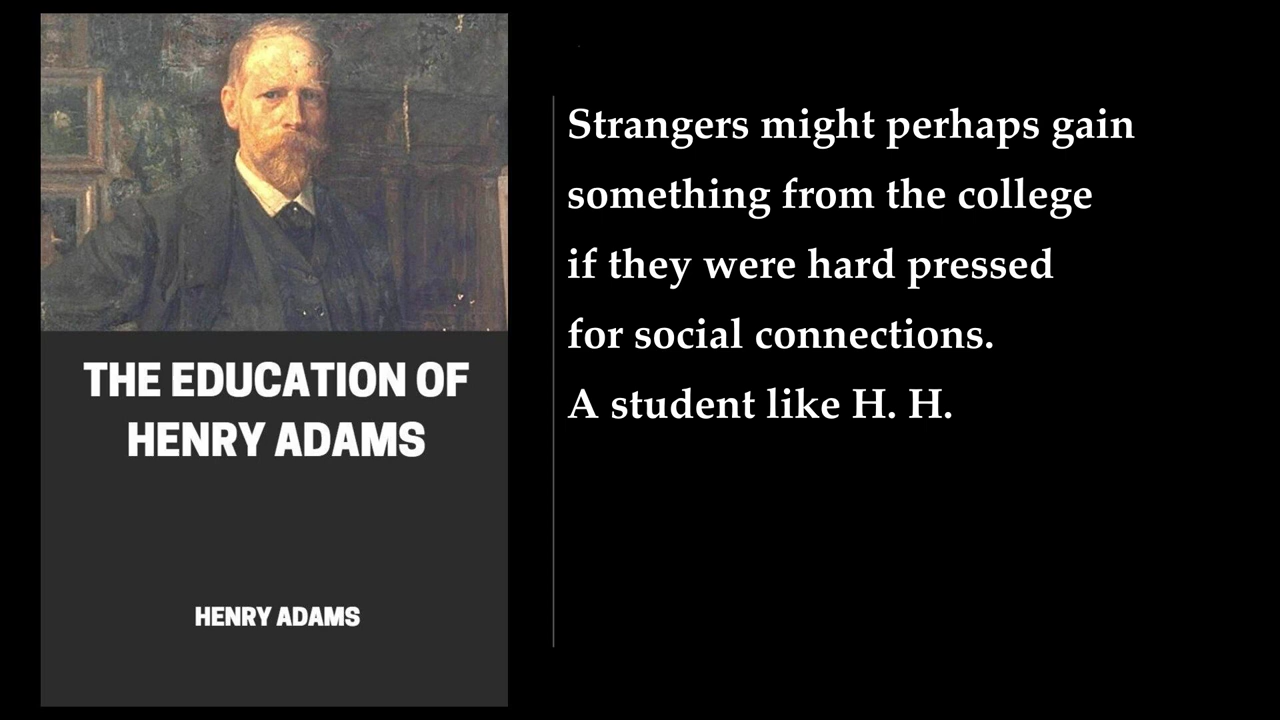 THE EDUCATION OF
HENRY ADAMS
HENRY ADAMS
Strangers might perhaps gain
something from the college
if they were hard pressed
for social connections.
A student like H. H.